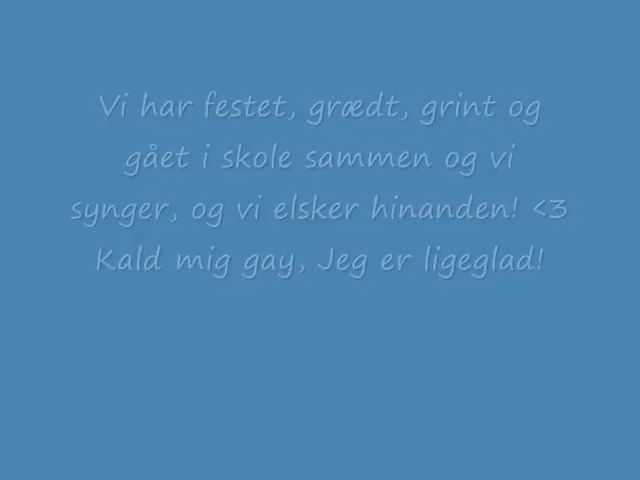 Vi har festet, grædt, grint og
gået i skole sammen og vi
synger, og vi elsker hinanden! <3
Kald mig gay, Jeg er ligeglad!